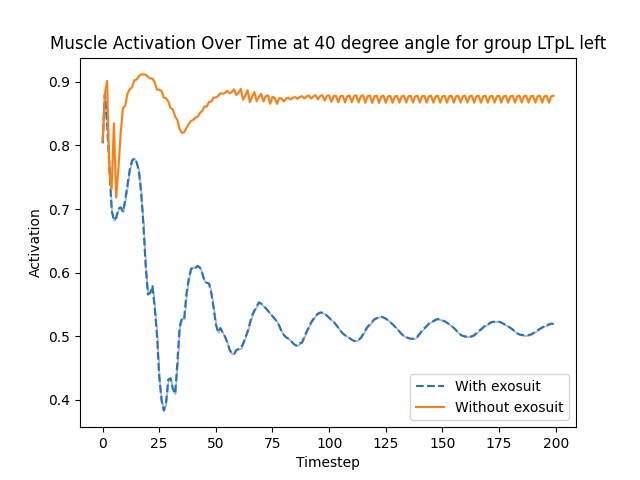 Muscle Activation Over Time at 40 degree angle for group LTpL left
0.9
0.8
0.7
0.6
0.5
0.4
Activation
With exosuit
Without exosuit
0 25 50 75 100 125 150 175 200
Timestep